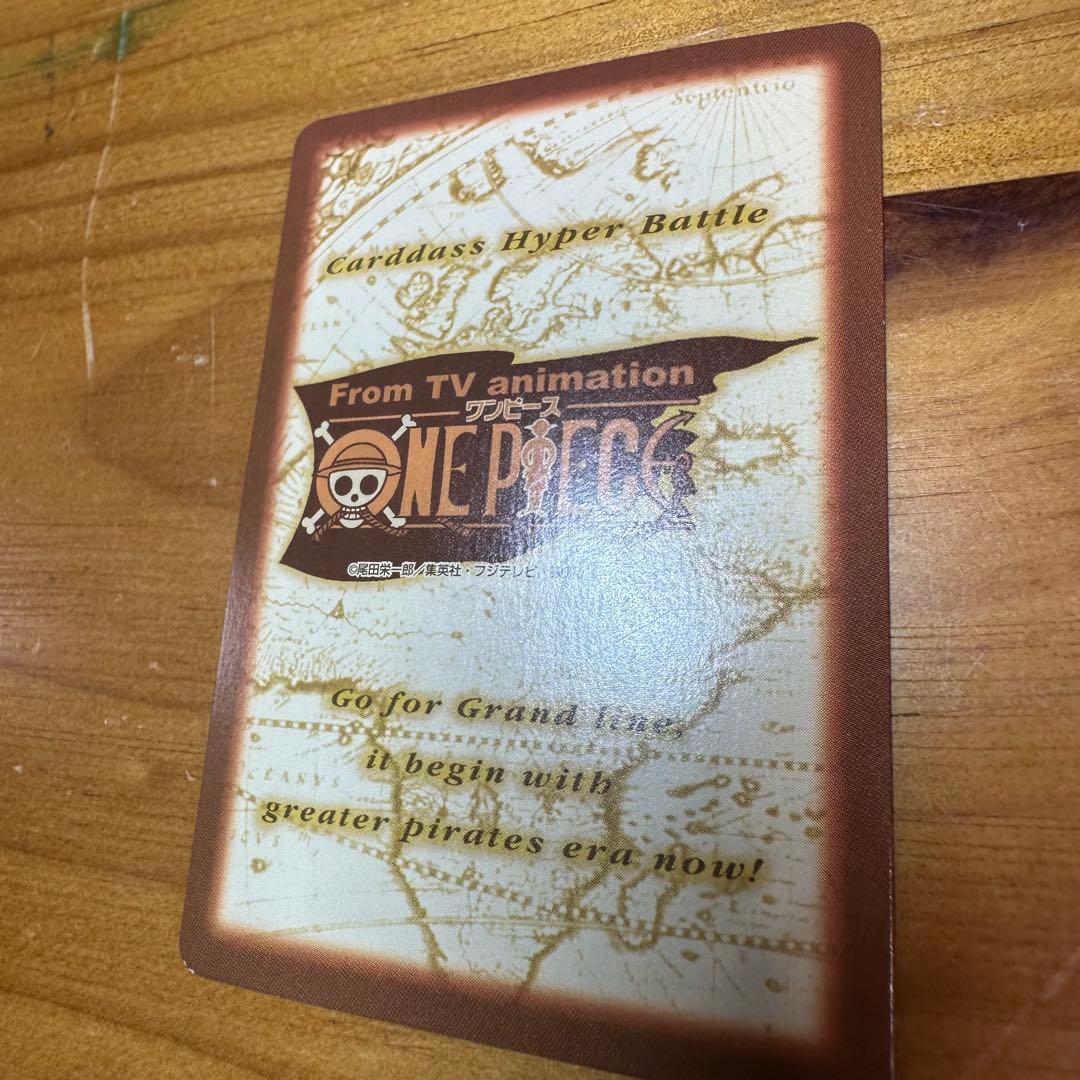 Septentrio
Carddass Hyper Battle
From TV animation
ワンピース
ONE PIECE
©尾田栄一郎/集英社・フジテレビ
Go for Grand line,
it begin with
greater pirates era now!